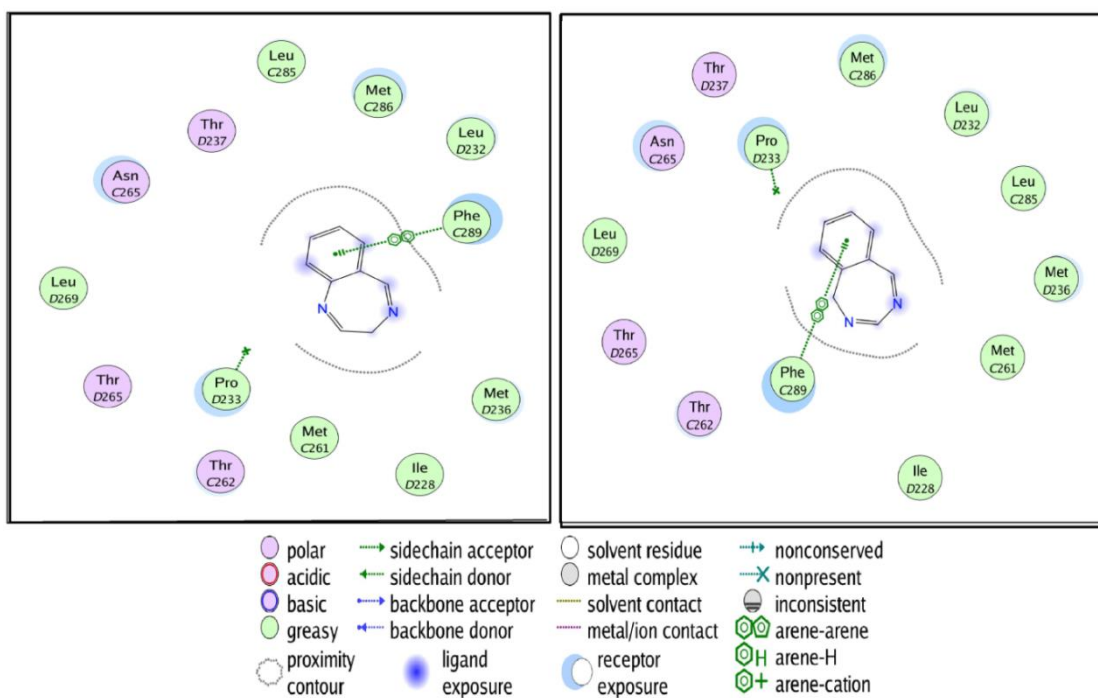 Leu
C285
Met
C286
Thr
D237
Leu
D232
Asn
C265
Phe
C289
Leu
D269
N
N
Thr
D265
Pro
D233
Met
D236
Met
C261
Thr
C262
Ile
D228
Met
C286
Thr
D237
Leu
D232
Pro
D233
Asn
C265
Leu
C285
Leu
D269
Met
D236
N
N
Thr
D265
Met
C261
Phe
C289
Thr
C262
Ile
D228
polar
acidic
basic
greasy
proximity
contour
sidechain acceptor
sidechain donor
backbone acceptor
backbone donor
ligand
exposure
solvent residue
metal complex
solvent contact
metal/ion contact
receptor
exposure
nonconserved
nonpresent
inconsistent
arene-arene
H arene-H
+ arene-cation